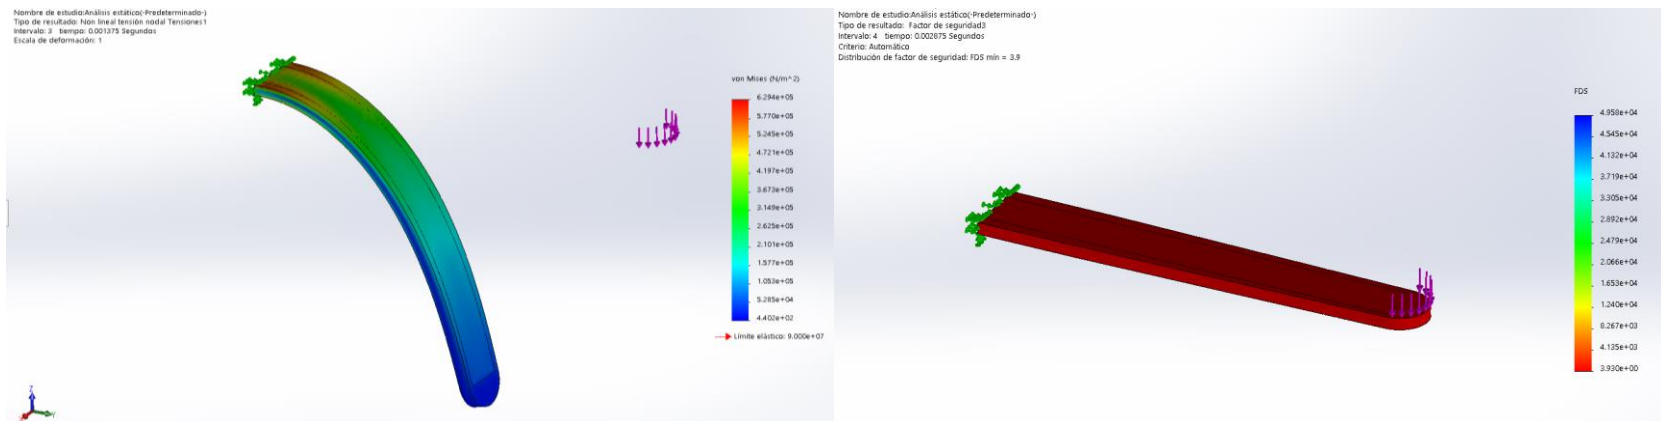 Nombre de estudio:Análisis estático(-Predeterminado-)
Tipo de resultado: Non lineal tensión nodal Tensiones1
Intervalo: 3 tiempo: 0.001375 Segundos
Escala de deformación: 1
von Mises (N/m^2)
6.294e+05
5.770e+05
5.245e+05
4.721e+05
4.197e+05
3.673e+05
3.149e+05
2.625e+05
2.101e+05
1.577e+05
1.053e+05
5.285e+04
4.402e+02
Límite elástico: 9.000e+07
Z
Y
Nombre de estudio:Análisis estático(-Predeterminado-)
Tipo de resultado: Factor de seguridad3
Intervalo: 4 tiempo: 0.002875 Segundos
Criterio: Automático
Distribución de factor de seguridad: FDS mín = 3.9
FDS
4.958e+04
4.545e+04
4.132e+04
3.719e+04
3.305e+04
2.892e+04
2.479e+04
2.066e+04
1.653e+04
1.240e+04
8.267e+03
4.135e+03
3.930e+00